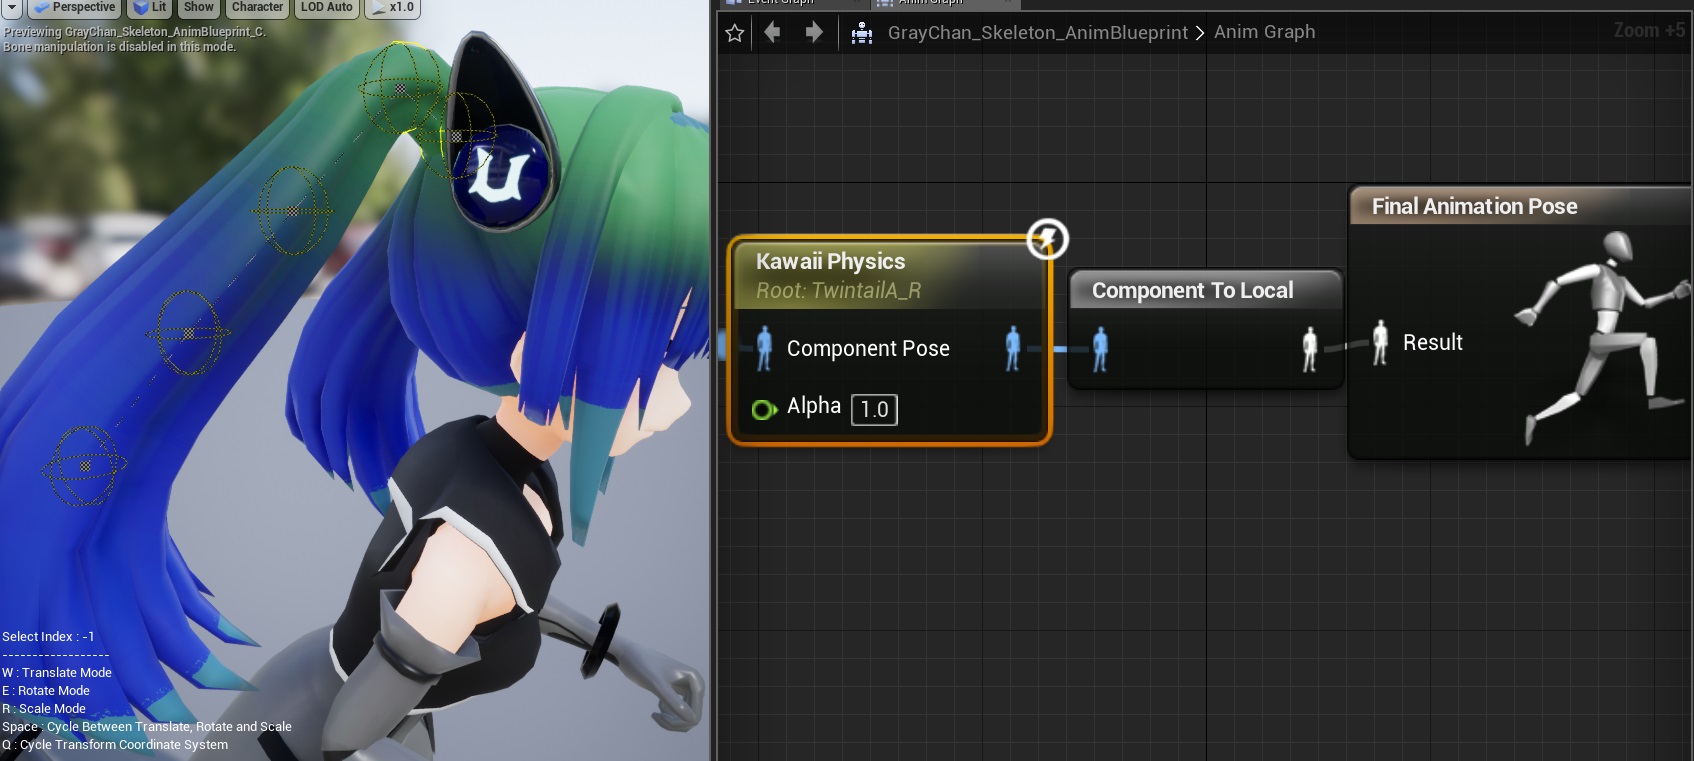 Perspective
Lit
Show
Character
LOD Auto
x1.0
Previewing GrayChan_Skeleton_AnimBlueprint_C.
Bone manipulation is disabled in this mode.
U
Select Index : -1
------------------
W : Translate Mode
E : Rotate Mode
R : Scale Mode
Space : Cycle Between Translate, Rotate and Scale
Q : Cycle Transform Coordinate System
GrayChan_Skeleton_AnimBlueprint > Anim Graph
Zoom +5
Kawaii Physics
Root: TwintailA_R
Component Pose
Alpha 1.0
Component To Local
Final Animation Pose
Result